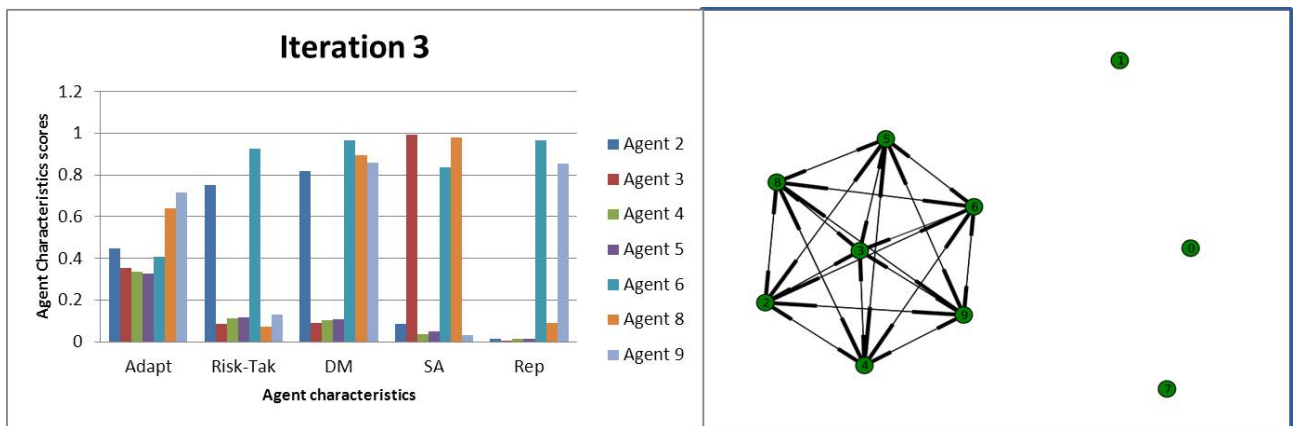 Iteration 3
Agent Characteristics scores
1.2
1
0.8
0.6
0.4
0.2
0
Adapt
Risk-Tak
DM
SA
Rep
Agent characteristics
Agent 2
Agent 3
Agent 4
Agent 5
Agent 6
Agent 8
Agent 9
1
5
8
6
3
0
2
9
4
7